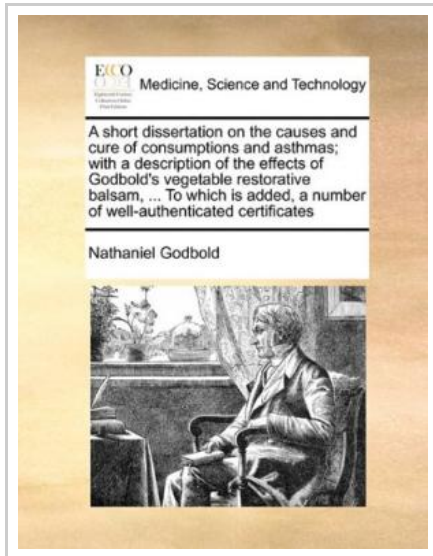 ECCO
Medicine, Science and Technology
A short dissertation on the causes and
cure of consumptions and asthmas;
with a description of the effects of
Godbold's vegetable restorative
balsam, ... To which is added, a number
of well-authenticated certificates
Nathaniel Godbold